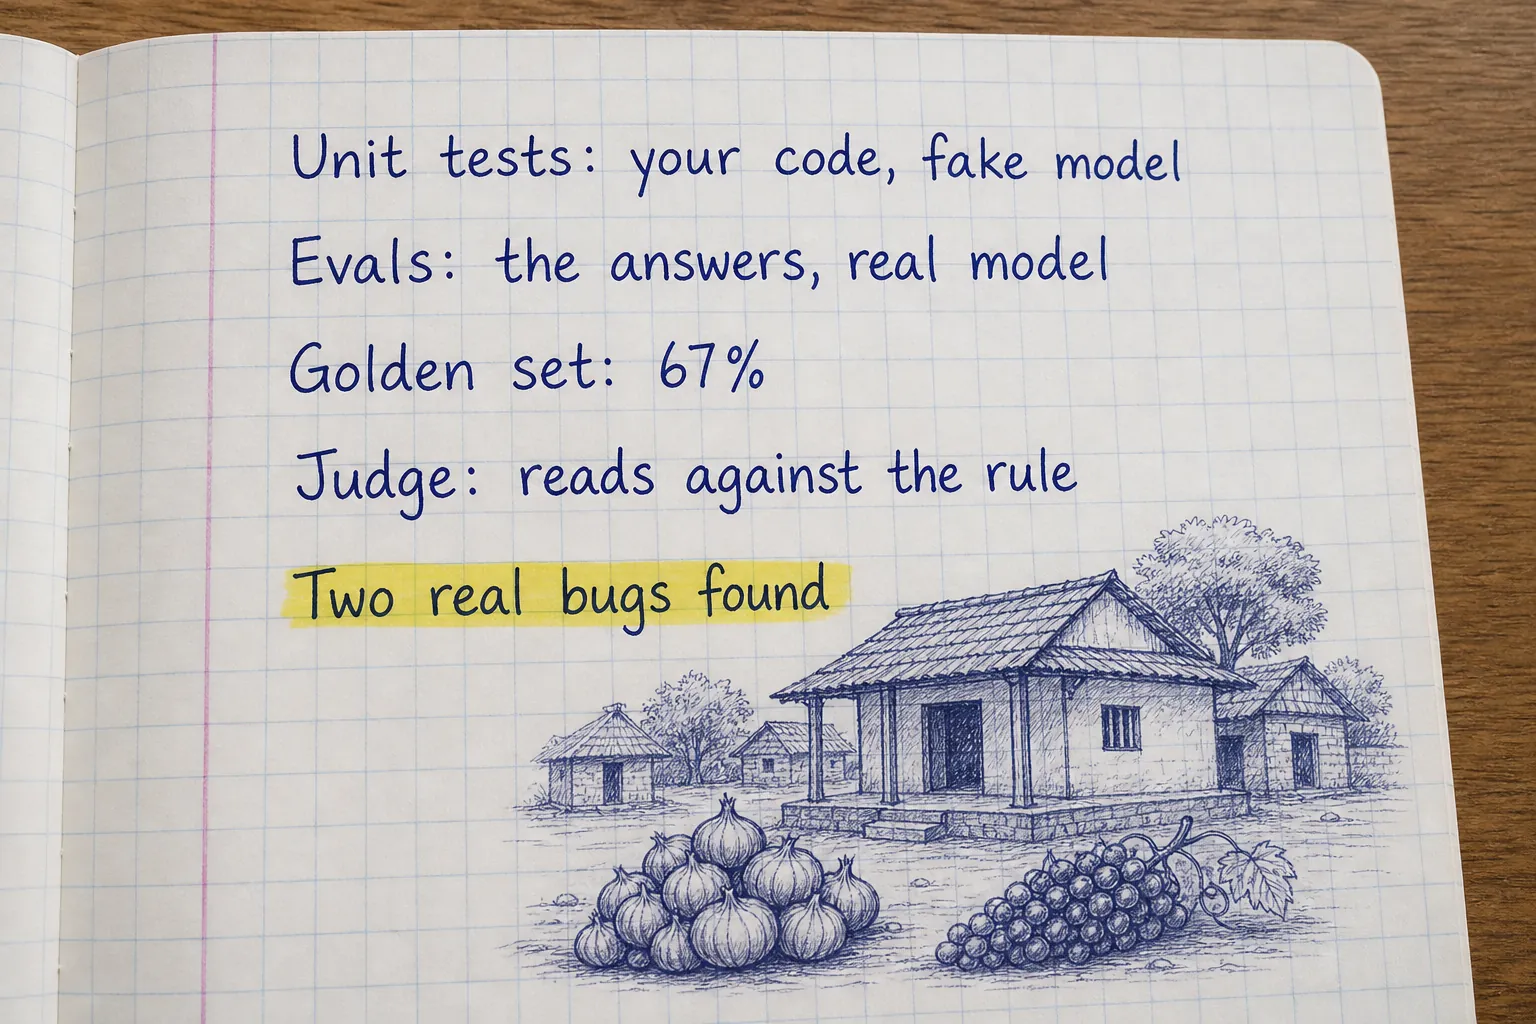 Unit tests: your code, fake model
Evals: the answers, real model
Golden set: 67%
Judge: reads against the rule
Two real bugs found